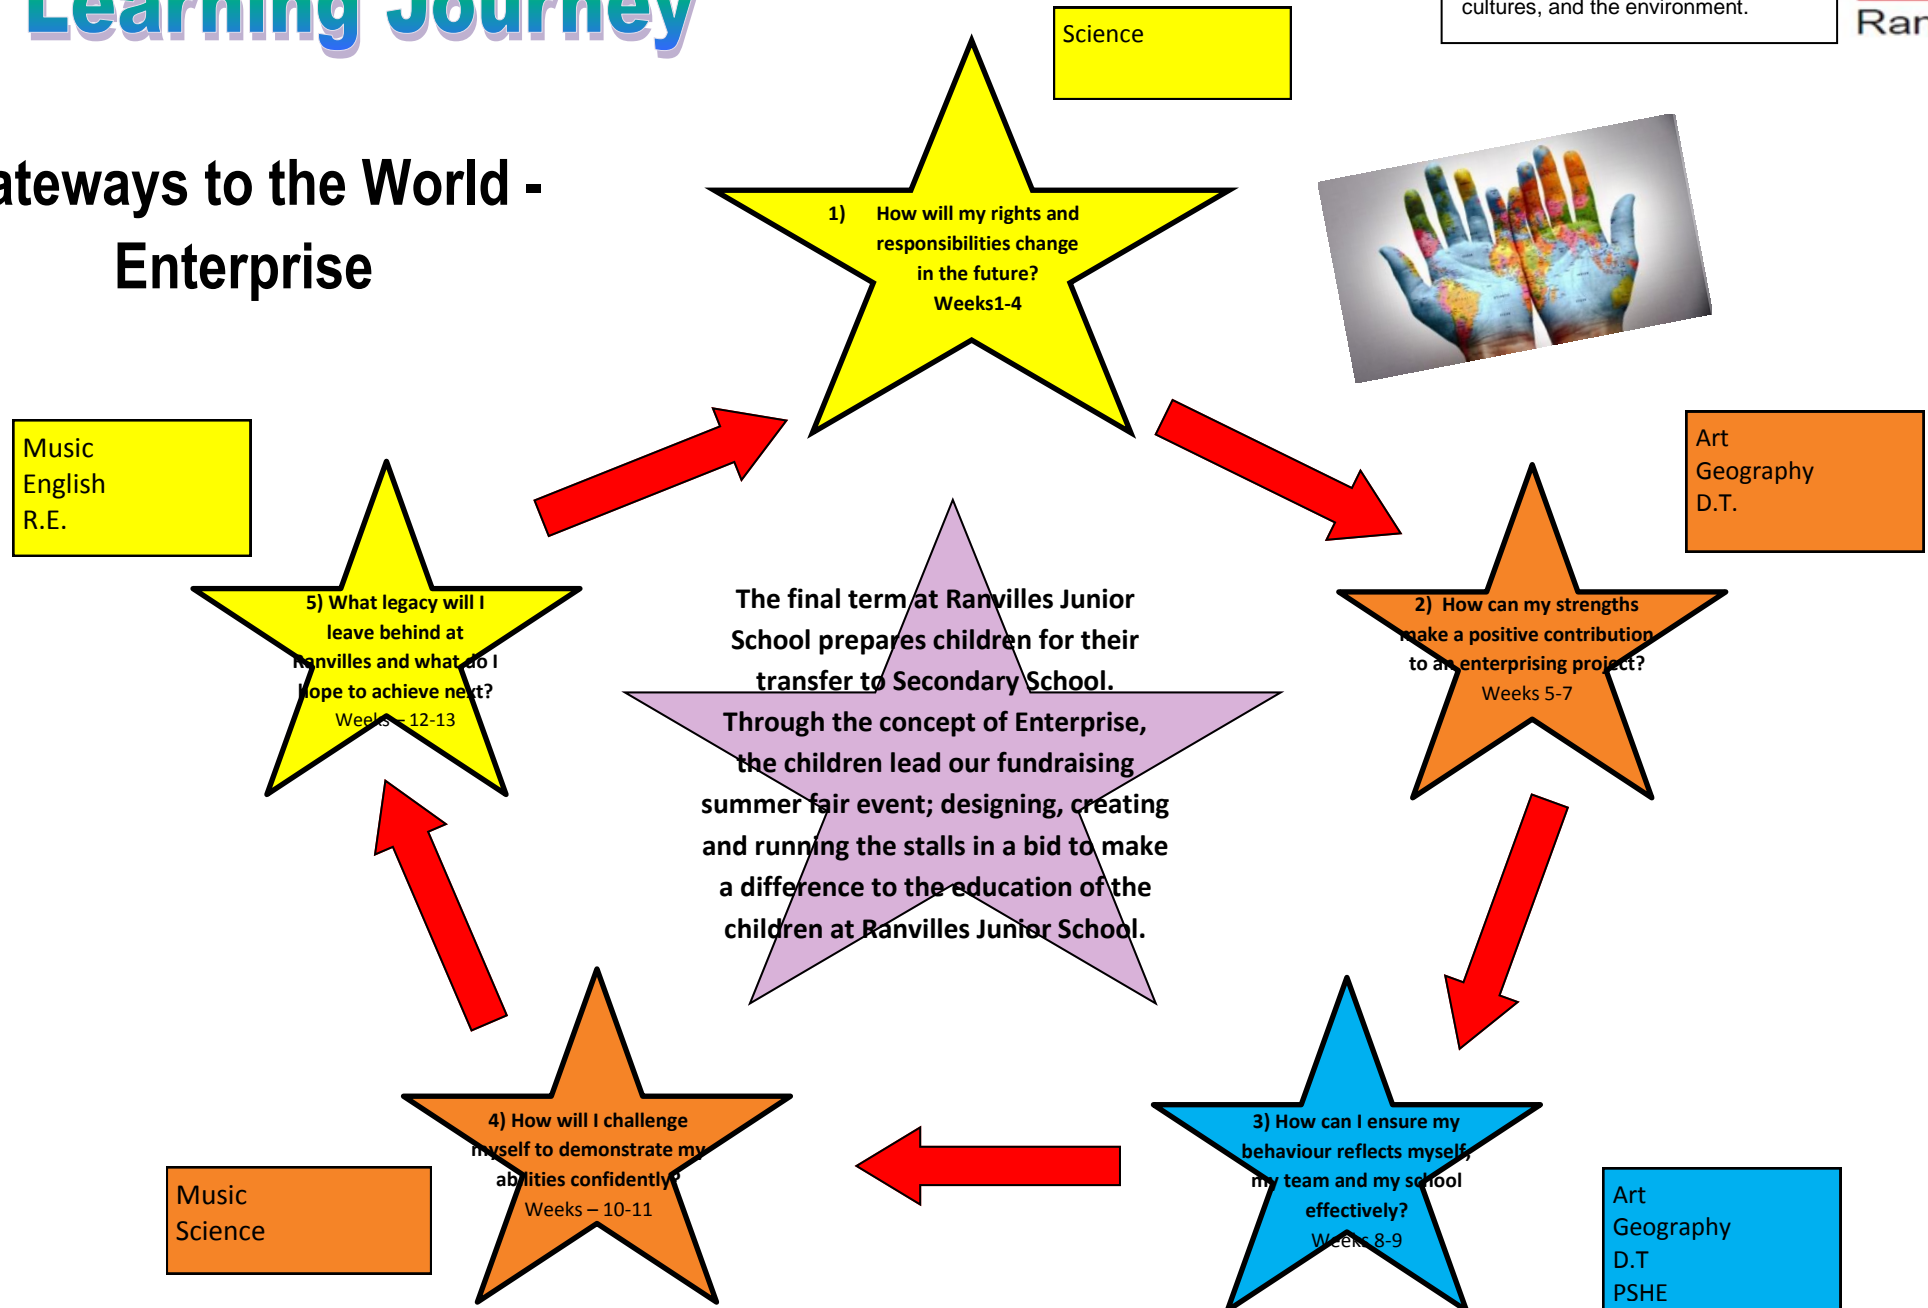 Learning Journey
cultures, and the environment.
Science
ateways to the World -
Enterprise
1) How will my rights and
responsibilities change
in the future?
Weeks1-4
Music
English
R.E.
Art
Geography
D.T.
5) What legacy will I
leave behind at
Ranvilles and what do I
hope to achieve next?
Weeks – 12-13
The final term at Ranvilles Junior
School prepares children for their
transfer to Secondary School.
Through the concept of Enterprise,
the children lead our fundraising
summer fair event; designing, creating
and running the stalls in a bid to make
a difference to the education of the
children at Ranvilles Junior School.
2) How can my strengths
make a positive contribution
to an enterprising project?
Weeks 5-7
4) How will I challenge
myself to demonstrate my
abilities confidently?
Weeks – 10-11
3) How can I ensure my
behaviour reflects myself,
my team and my school
effectively?
Weeks 8-9
Music
Science
Art
Geography
D.T
PSHE